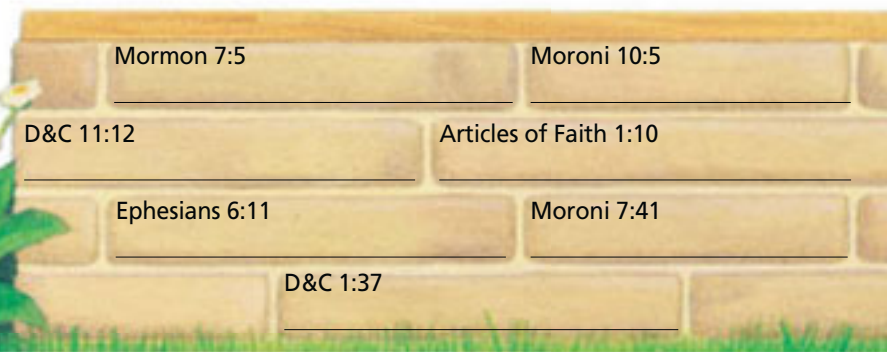 Mormon 7:5 Moroni 10:5
D&C 11:12 Articles of Faith 1:10
Ephesians 6:11 Moroni 7:41
D&C 1:37